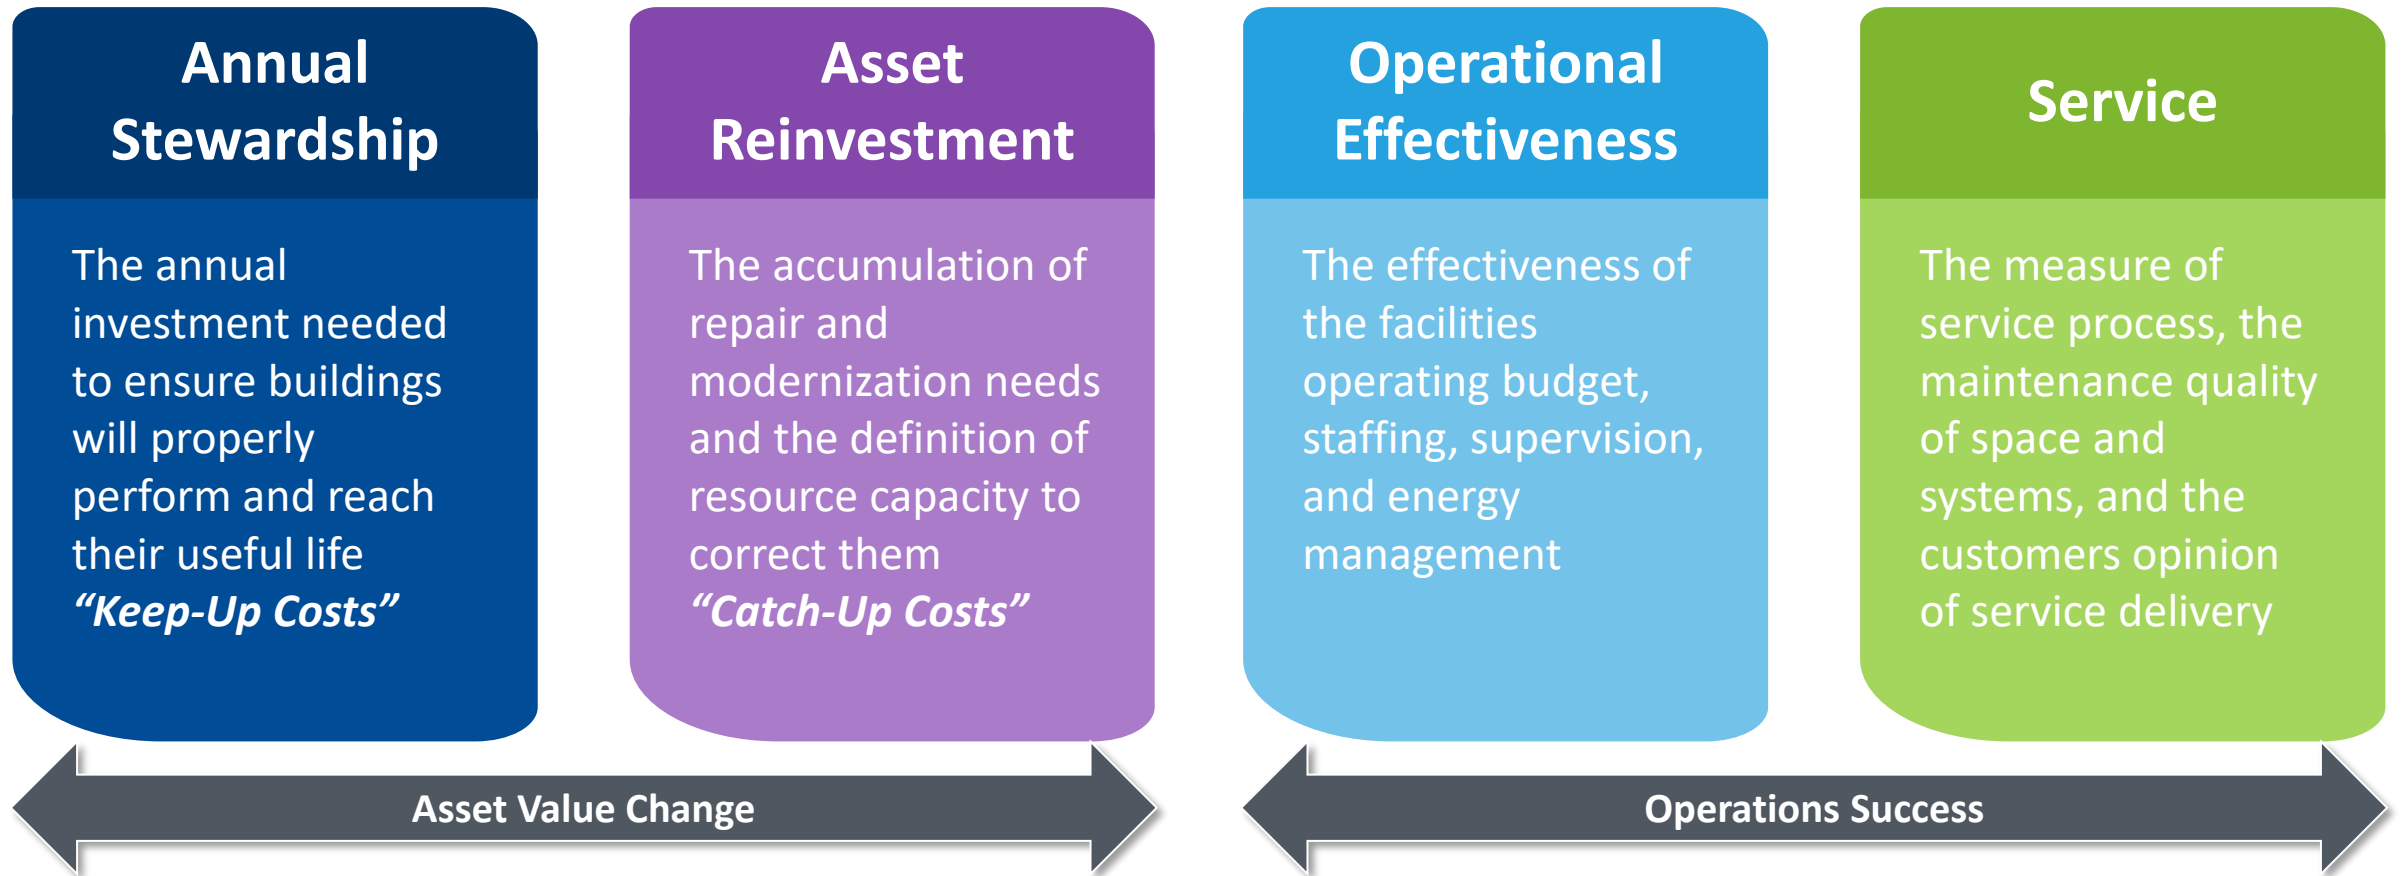 Annual
Stewardship
The annual
investment needed
to ensure buildings
will properly
perform and reach
their useful life
“Keep-Up Costs”
Asset
Reinvestment
The accumulation of
repair and
modernization needs
and the definition of
resource capacity to
correct them
“Catch-Up Costs”
Operational
Effectiveness
The effectiveness of
the facilities
operating budget,
staffing, supervision,
and energy
management
Service
The measure of
service process, the
maintenance quality
of space and
systems, and the
customers opinion
of service delivery
Asset Value Change
Operations Success